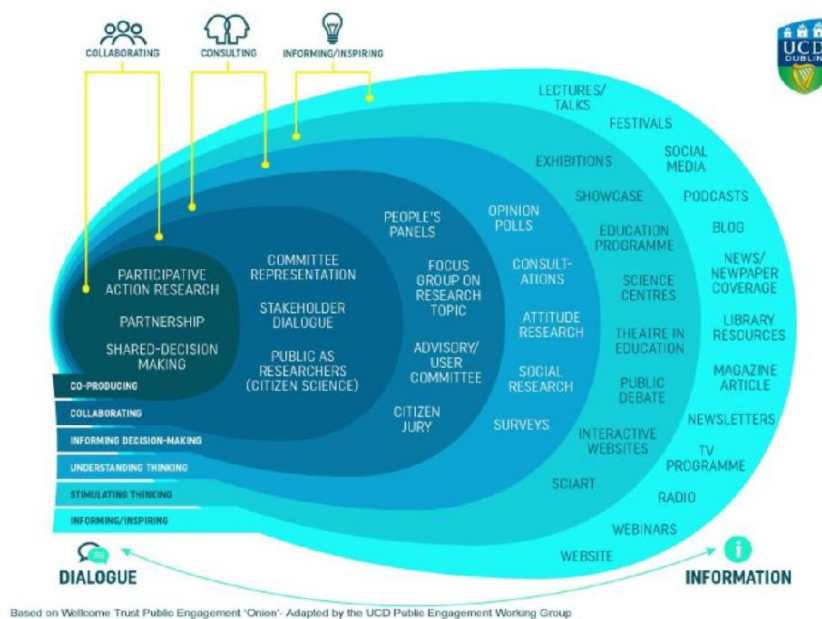 COLLABORATING
CONSULTING
INFORMING/INSPIRING
UCD
DUBLIN
PARTICIPATIVE
ACTION RESEARCH
PARTNERSHIP
SHARED-DECISION
MAKING
COMMITTEE
REPRESENTATION
STAKEHOLDER
DIALOGUE
PUBLIC AS
RESEARCHERS
(CITIZEN SCIENCE)
PEOPLE'S
PANELS
FOCUS
GROUP ON
RESEARCH
TOPIC
ADVISORY/
USER
COMMITTEE
CITIZEN
JURY
OPINION
POLLS
CONSULT-
ATIONS
ATTITUDE
RESEARCH
SOCIAL
RESEARCH
SURVEYS
EXHIBITIONS
SHOWCASE
EDUCATION
PROGRAMME
SCIENCE
CENTRES
THEATRE IN
EDUCATION
PUBLIC
DEBATE
INTERACTIVE
WEBSITES
SCIART
LECTURES/
TALKS
FESTIVALS
SOCIAL
MEDIA
PODCASTS
BLOG
NEWS/
NEWPAPER
COVERAGE
LIBRARY
RESOURCES
MAGAZINE
ARTICLE
NEWSLETTERS
TV
PROGRAMME
RADIO
WEBINARS
WEBSITE
CO-PRODUCING
COLLABORATING
INFORMING DECISION-MAKING
UNDERSTANDING THINKING
STIMULATING THINKING
INFORMING/INSPIRING
DIALOGUE
INFORMATION
Based on Wellcome Trust Public Engagement 'Onion'- Adapted by the UCD Public Engagement Working Group